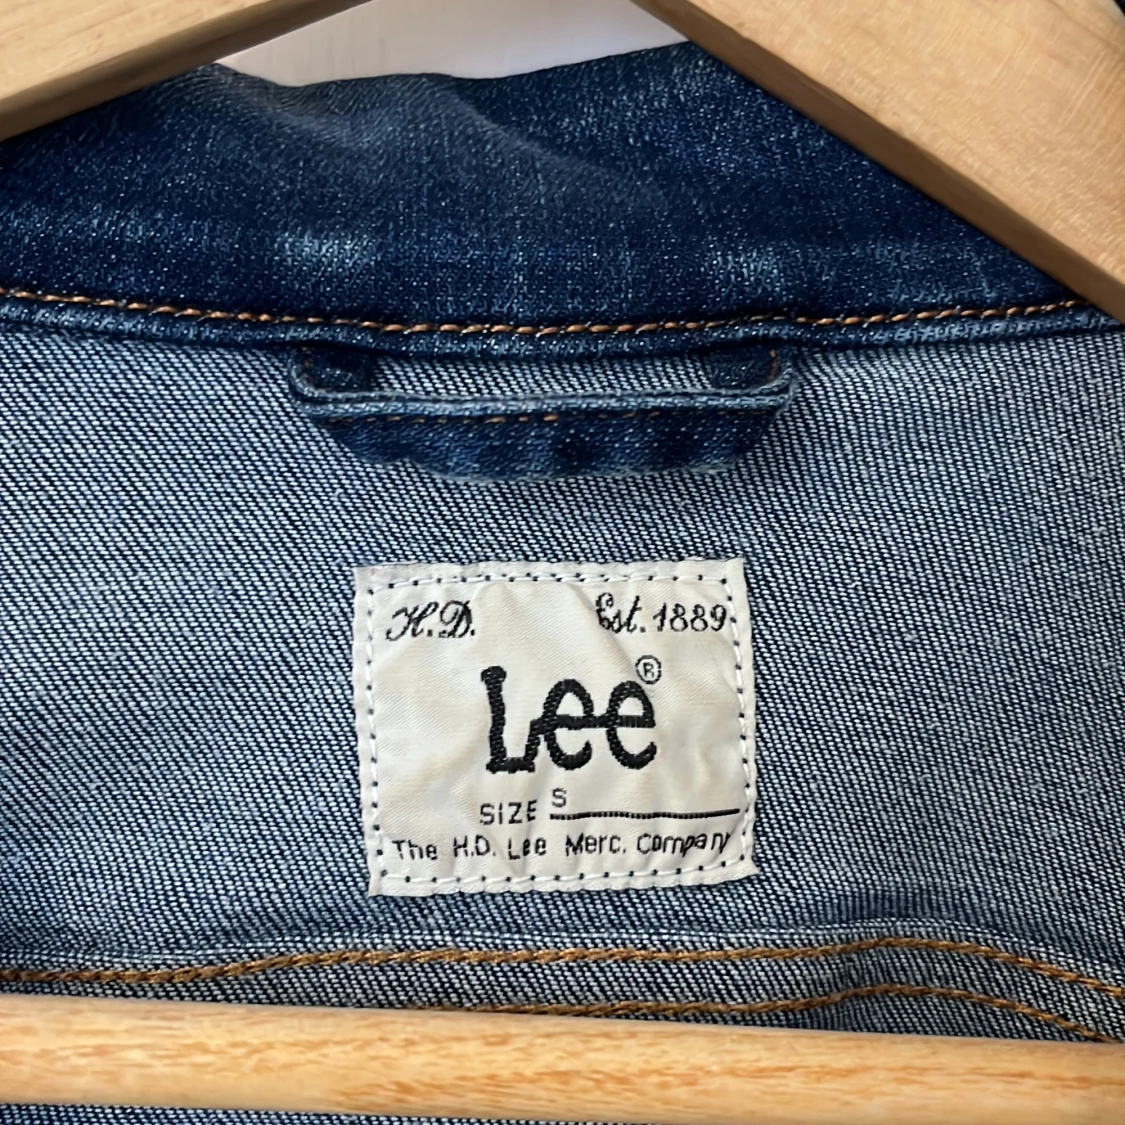 H.D. Est. 1889
Lee®
SIZE S
The H.D. Lee Merc. Company